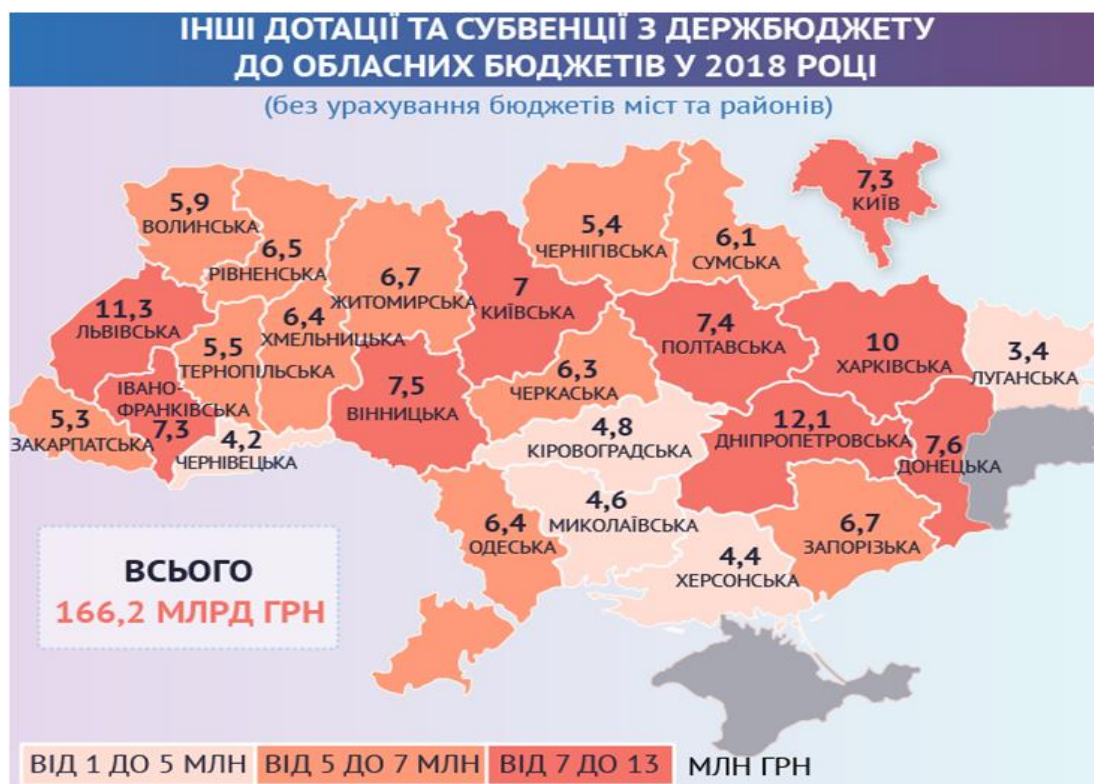 ІНШІ ДОТАЦІЇ ТА СУБВЕНЦІЇ З ДЕРЖБЮДЖЕТУ
ДО ОБЛАСНИХ БЮДЖЕТІВ У 2018 РОЦІ
(без урахування бюджетів міст та районів)
7,3
КИЇВ
5,9
ВОЛИНСЬКА
6,5
РІВНЕНСЬКА
6,7
ЖИТОМИРСЬКА
7
КИЇВСЬКА
5,4
ЧЕРНІГІВСЬКА
6,1
СУМСЬКА
11,3
ЛЬВІВСЬКА
5,5
ТЕРНОПІЛЬСЬКА
6,4
ХМЕЛЬНИЦЬКА
7,4
ПОЛТАВСЬКА
10
ХАРКІВСЬКА
3,4
ЛУГАНСЬКА
5,3
ЗАКАРПАТСЬКА
ІВАНО-
ФРАНКІВСЬКА
7,3
4,2
ЧЕРНІВЕЦЬКА
7,5
ВІННИЦЬКА
6,3
ЧЕРКАСЬКА
4,8
КІРОВОГРАДСЬКА
12,1
ДНІПРОПЕТРОВСЬКА
7,6
ДОНЕЦЬКА
6,4
ОДЕСЬКА
4,6
МИКОЛАЇВСЬКА
4,4
ХЕРСОНСЬКА
6,7
ЗАПОРІЗЬКА
ВСЬОГО
166,2 МЛРД ГРН
ВІД 1 ДО 5 МЛН ВІД 5 ДО 7 МЛН ВІД 7 ДО 13 МЛН ГРН